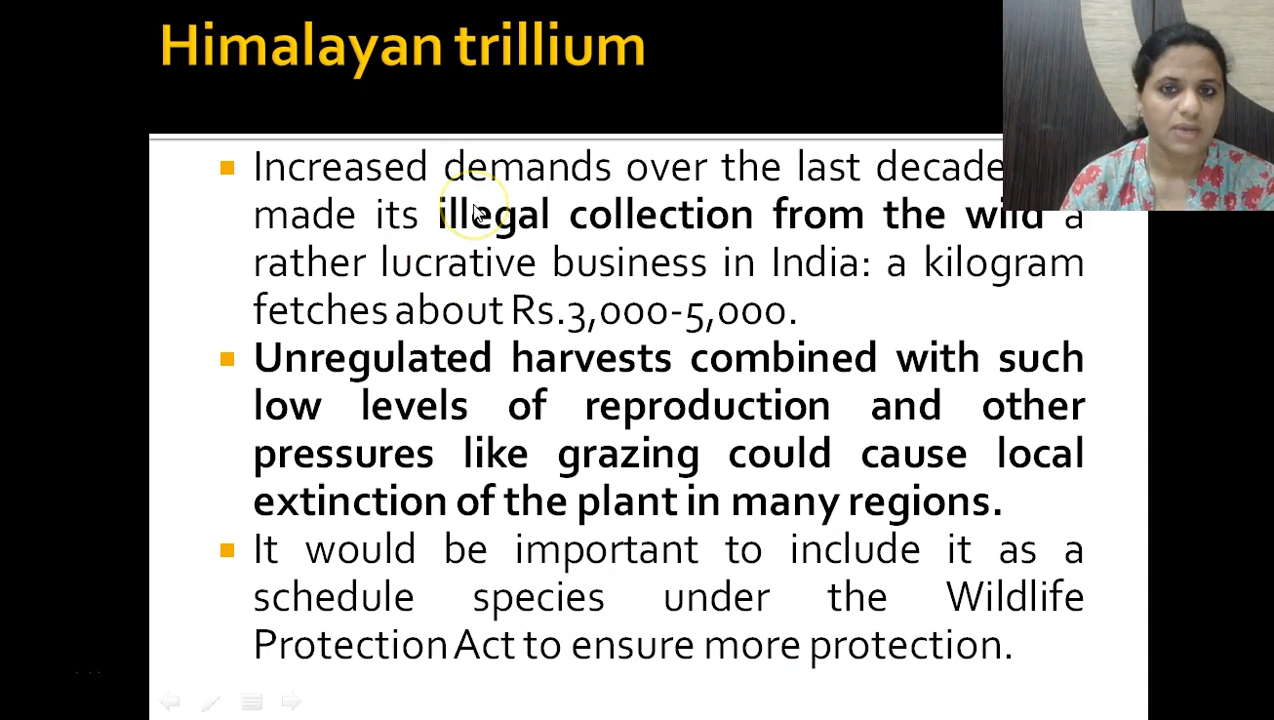 Himalayan trillium
Increased demands over the last decade
made its illegal collection from the wild a
rather lucrative business in India: a kilogram
fetches about Rs.3,000-5,000.
Unregulated harvests combined with such
low levels of reproduction and other
pressures like grazing could cause local
extinction of the plant in many regions.
It would be important to include it as a
schedule species under the Wildlife
Protection Act to ensure more protection.